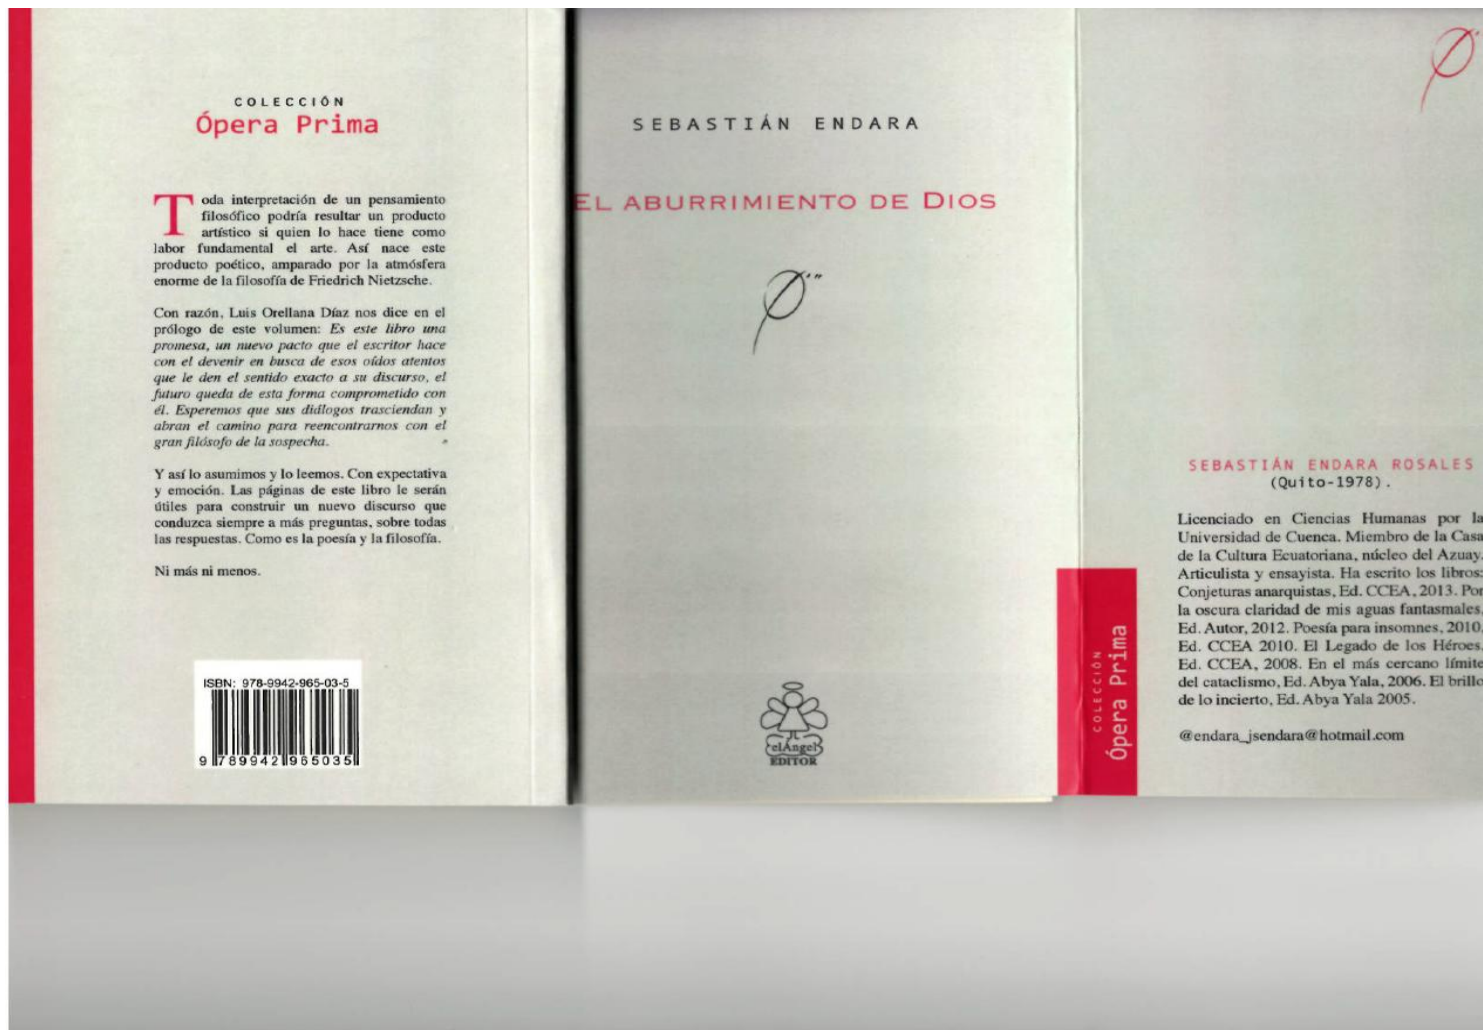 COLECCIÓN
Ópera Prima
Toda interpretación de un pensamiento
filosófico podría resultar un producto
artístico si quien lo hace tiene como
labor fundamental el arte. Así nace este
producto poético, amparado por la atmósfera
enorme de la filosofía de Friedrich Nietzsche.
Con razón, Luis Orellana Díaz nos dice en el
prólogo de este volumen: Es este libro una
promesa, un nuevo pacto que el escritor hace
con el devenir en busca de esos oídos atentos
que le den el sentido exacto a su discurso, el
futuro queda de esta forma comprometido con
él. Esperemos que sus diálogos trasciendan y
abran el camino para reencontrarnos con el
gran filósofo de la sospecha.
Y así lo asumimos y lo leemos. Con expectativa
y emoción. Las páginas de este libro le serán
útiles para construir un nuevo discurso que
conduzca siempre a más preguntas, sobre todas
las respuestas. Como es la poesía y la filosofía.
Ni más ni menos.
ISBN: 978-9942-965-03-5
9 789942 965035
SEBASTIÁN ENDARA
EL ABURRIMIENTO DE DIOS
elÁngel
EDITOR
COLECCIÓN
Ópera Prima
SEBASTIÁN ENDARA ROSALES
(Quito-1978).
Licenciado en Ciencias Humanas por la
Universidad de Cuenca. Miembro de la Casa
de la Cultura Ecuatoriana, núcleo del Azuay.
Articulista y ensayista. Ha escrito los libros:
Conjeturas anarquistas, Ed. CCEA, 2013. Por
la oscura claridad de mis aguas fantasmales,
Ed. Autor, 2012. Poesía para insomnes, 2010,
Ed. CCEA 2010. El Legado de los Héroes,
Ed. CCEA, 2008. En el más cercano límite
del cataclismo, Ed. Abya Yala, 2006. El brillo
de lo incierto, Ed. Abya Yala 2005.
@endara_jsendara@hotmail.com